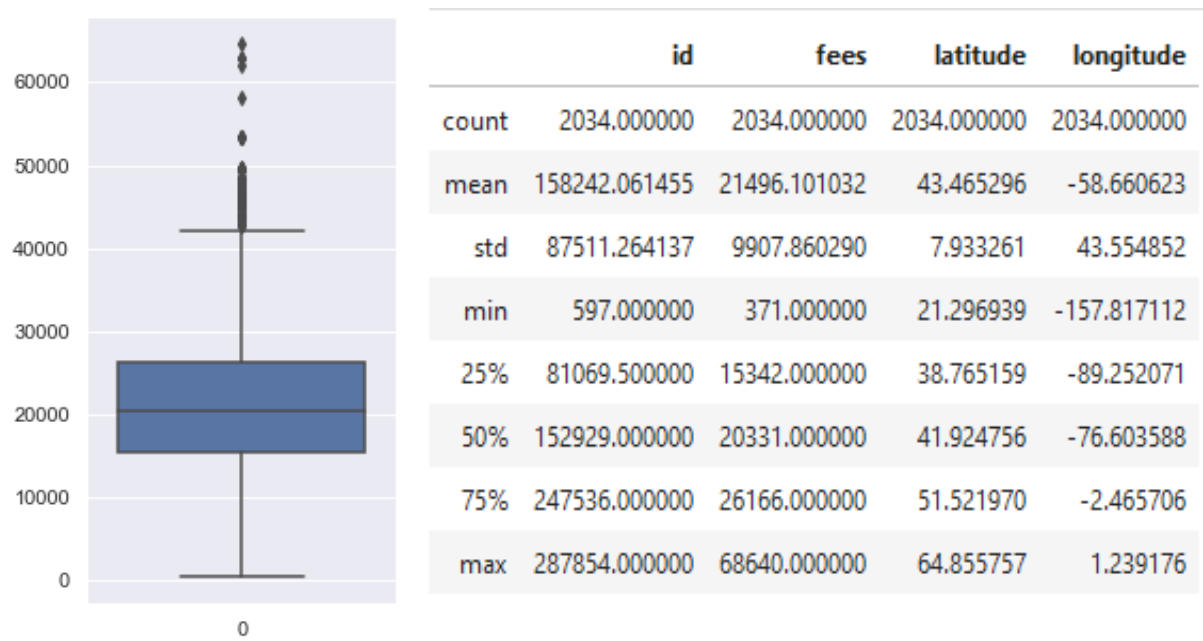 60000
50000
40000
30000
20000
10000
0
0
id fees latitude longitude
count 2034.000000 2034.000000 2034.000000 2034.000000
mean 158242.061455 21496.101032 43.465296 -58.660623
std 87511.264137 9907.860290 7.933261 43.554852
min 597.000000 371.000000 21.296939 -157.817112
25% 81069.500000 15342.000000 38.765159 -89.252071
50% 152929.000000 20331.000000 41.924756 -76.603588
75% 247536.000000 26166.000000 51.521970 -2.465706
max 287854.000000 68640.000000 64.855757 1.239176